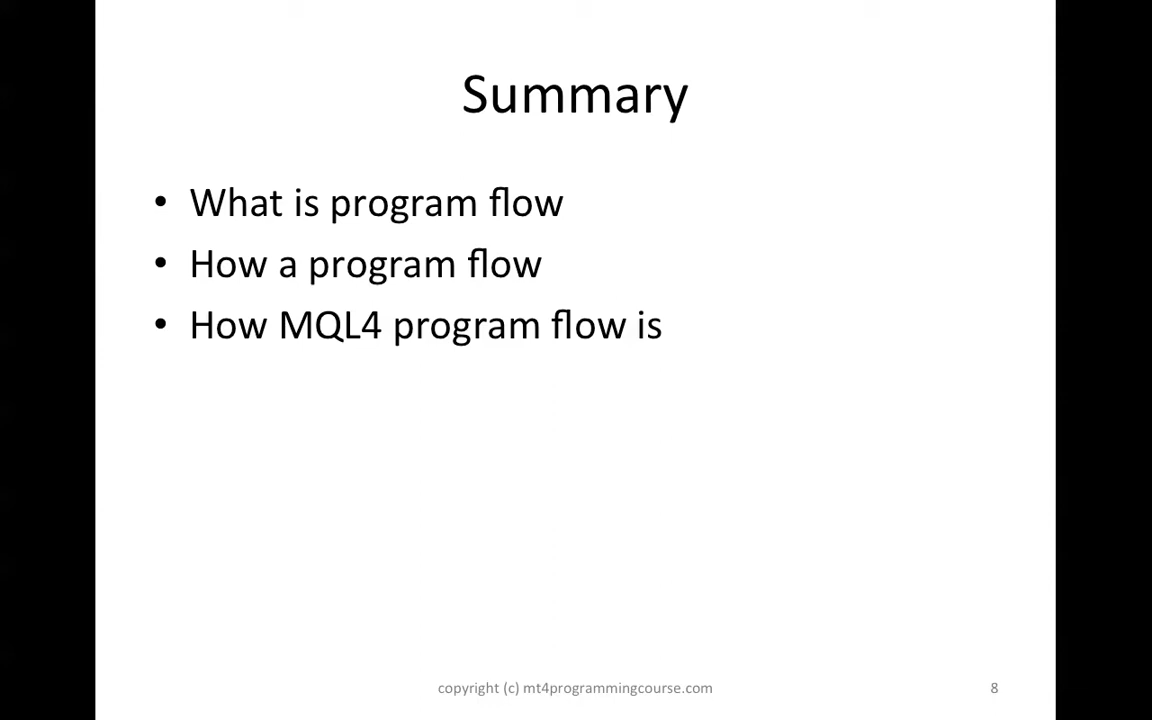 Summary
• What is program flow
• How a program flow
• How MQL4 program flow is
copyright (c) mt4programmingcourse.com
8